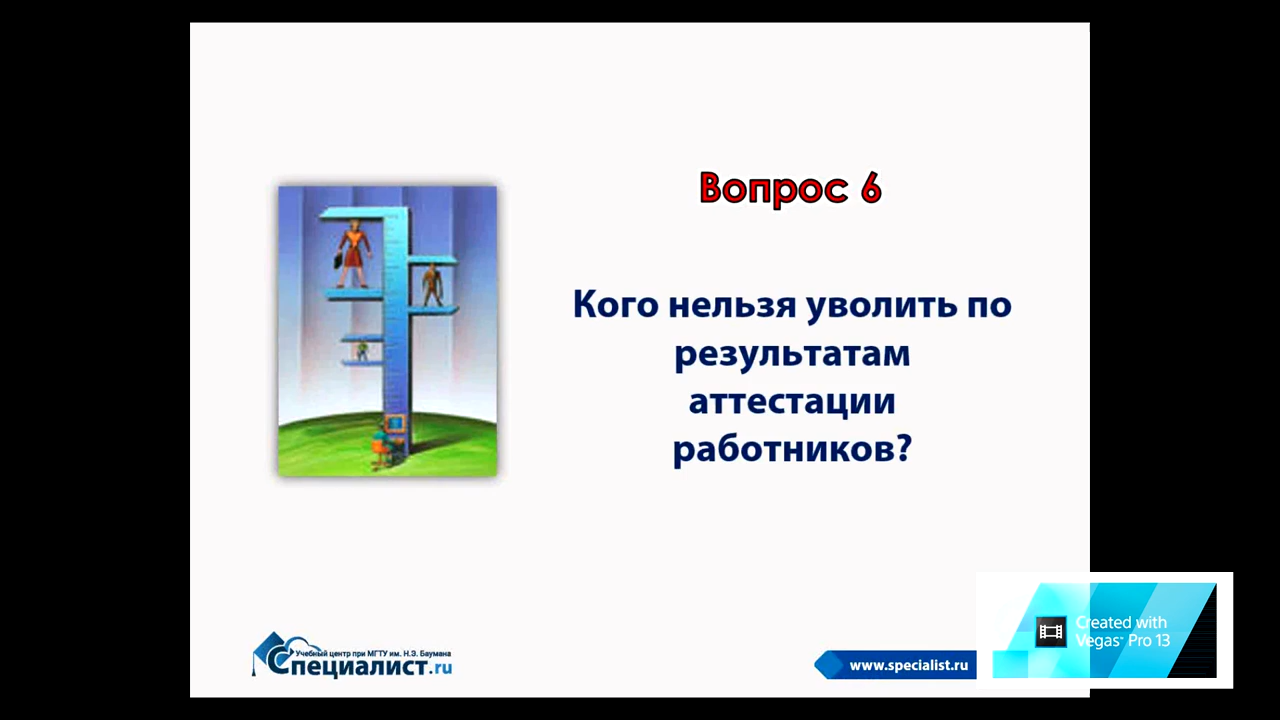 Вопрос 6
Кого нельзя уволить по
результатам
аттестации
работников?
Учебный центр при МГТУ им. Н.Э. Баумана
Специалист.ru
www.specialist.ru
Created with
Vegas™ Pro 13